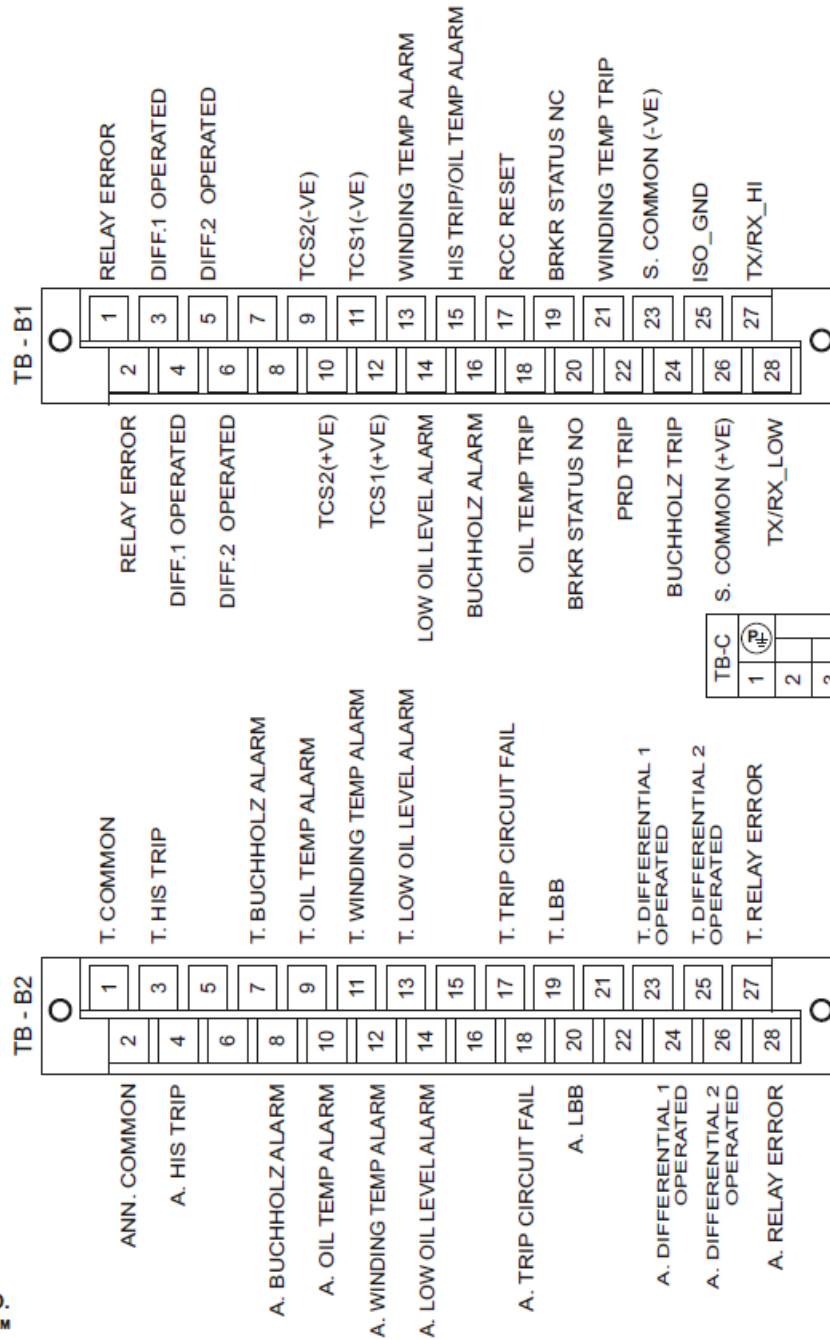 TB - B1
RELAY ERROR
DIFF.1 OPERATED
DIFF.2 OPERATED
TCS2(-VE)
TCS1(-VE)
WINDING TEMP ALARM
HIS TRIP/OIL TEMP ALARM
RCC RESET
BRKR STATUS NC
WINDING TEMP TRIP
S. COMMON (-VE)
ISO_GND
TX/RX_HI
1 3 5 7 9 11 13 15 17 19 21 23 25 27
2 4 6 8 10 12 14 16 18 20 22 24 26 28
RELAY ERROR
DIFF.1 OPERATED
DIFF.2 OPERATED
TCS2(+VE)
TCS1(+VE)
LOW OIL LEVEL ALARM
BUCHHOLZ ALARM
OIL TEMP TRIP
BRKR STATUS NO
PRD TRIP
BUCHHOLZ TRIP
S. COMMON (+VE)
TX/RX_LOW
TB-C
1 P
2
TB - B2
T. COMMON
T. HIS TRIP
T. BUCHHOLZ ALARM
T. OIL TEMP ALARM
T. WINDING TEMP ALARM
T. LOW OIL LEVEL ALARM
T. TRIP CIRCUIT FAIL
T. LBB
T. DIFFERENTIAL 1
OPERATED
T. DIFFERENTIAL 2
OPERATED
T. RELAY ERROR
1 3 5 7 9 11 13 15 17 19 21 23 25 27
2 4 6 8 10 12 14 16 18 20 22 24 26 28
ANN. COMMON
A. HIS TRIP
A. BUCHHOLZ ALARM
A. OIL TEMP ALARM
A. WINDING TEMP ALARM
A. LOW OIL LEVEL ALARM
A. TRIP CIRCUIT FAIL
A. LBB
A. DIFFERENTIAL 1
OPERATED
A. DIFFERENTIAL 2
OPERATED
A. RELAY ERROR